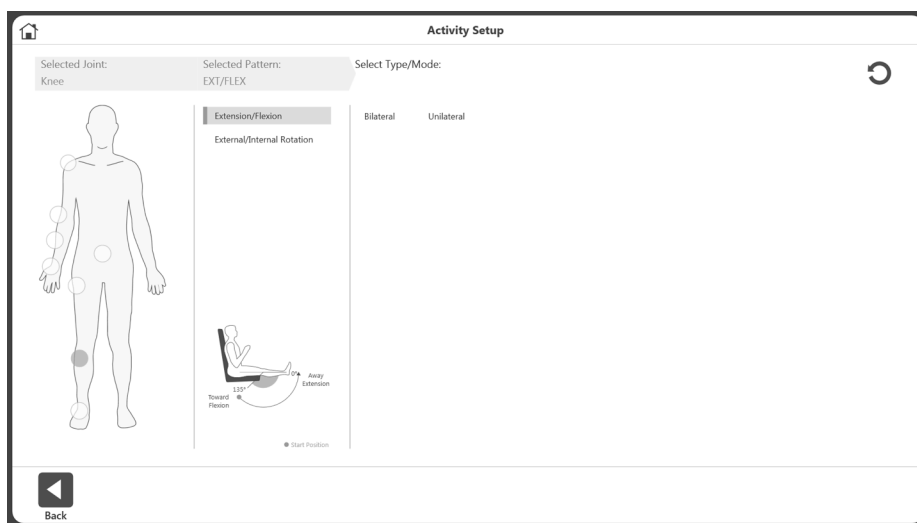 Activity Setup
Selected Joint:
Knee
Selected Pattern:
EXT/FLEX
Select Type/Mode:
Extension/Flexion
External/Internal Rotation
Bilateral Unilateral
0°
Away
Extension
135°
Toward
Flexion
Start Position
Back